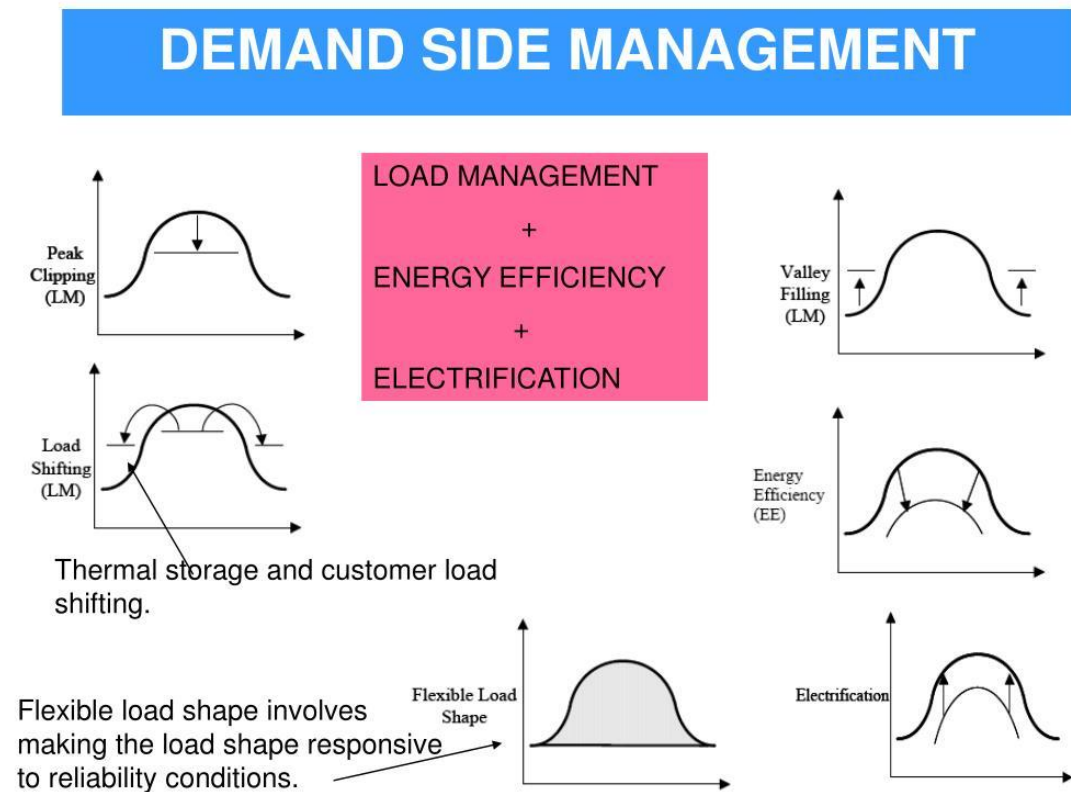 DEMAND SIDE MANAGEMENT
LOAD MANAGEMENT
+
ENERGY EFFICIENCY
+
ELECTRIFICATION
Peak
Clipping
(LM)
Valley
Filling
(LM)
Load
Shifting
(LM)
Energy
Efficiency
(EE)
Thermal storage and customer load
shifting.
Flexible Load
Shape
Electrification
Flexible load shape involves
making the load shape responsive
to reliability conditions.